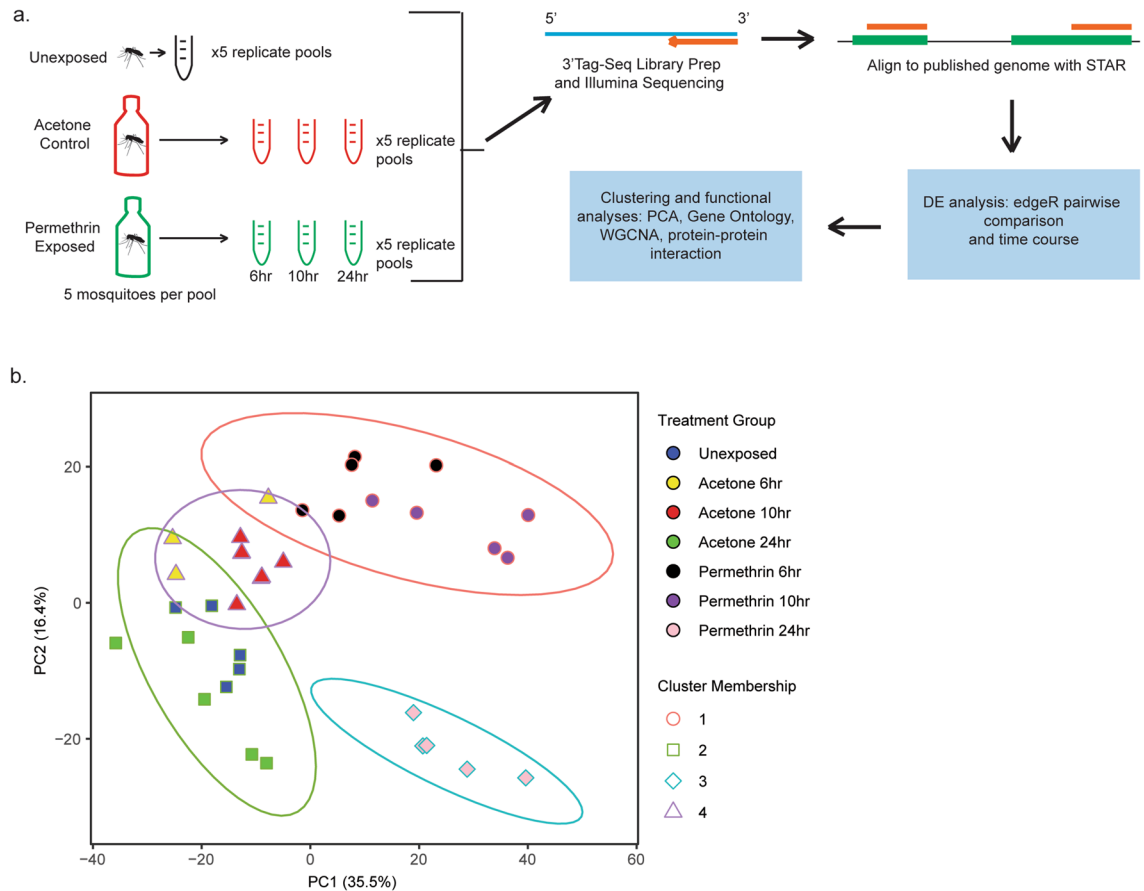 a.
Unexposed
x5 replicate pools
Acetone
Control
x5 replicate
pools
Permethrin
Exposed
x5 replicate
pools
6hr
10hr
24hr
5 mosquitoes per pool
5’
3’
3’Tag-Seq Library Prep
and Illumina Sequencing
Align to published genome with STAR
DE analysis: edgeR pairwise
comparison
and time course
Clustering and functional
analyses: PCA, Gene Ontology,
WGCNA, protein-protein
interaction
b.
20
0
−20
PC2 (16.4%)
−40
−20
0
20
40
60
PC1 (35.5%)
Treatment Group
Unexposed
Acetone 6hr
Acetone 10hr
Acetone 24hr
Permethrin 6hr
Permethrin 10hr
Permethrin 24hr
Cluster Membership
1
2
3
4